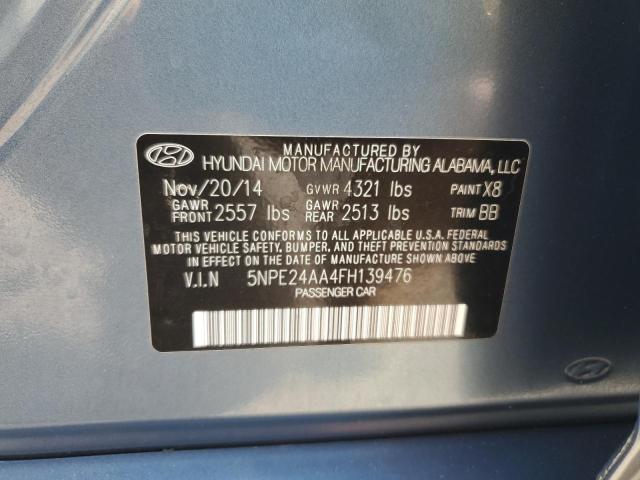 MANUFACTURED BY
HYUNDAI MOTOR MANUFACTURING ALABAMA, LLC
Nov/20/14 GVWR 4321 lbs PAINT X8
GAWR FRONT 2557 lbs GAWR REAR 2513 lbs TRIM BB
THIS VEHICLE CONFORMS TO ALL APPLICABLE U.S.A. FEDERAL
MOTOR VEHICLE SAFETY, BUMPER, AND THEFT PREVENTION STANDARDS
IN EFFECT ON THE DATE OF MANUFACTURE SHOWN ABOVE.
V.I.N 5NPE24AA4FH139476
PASSENGER CAR